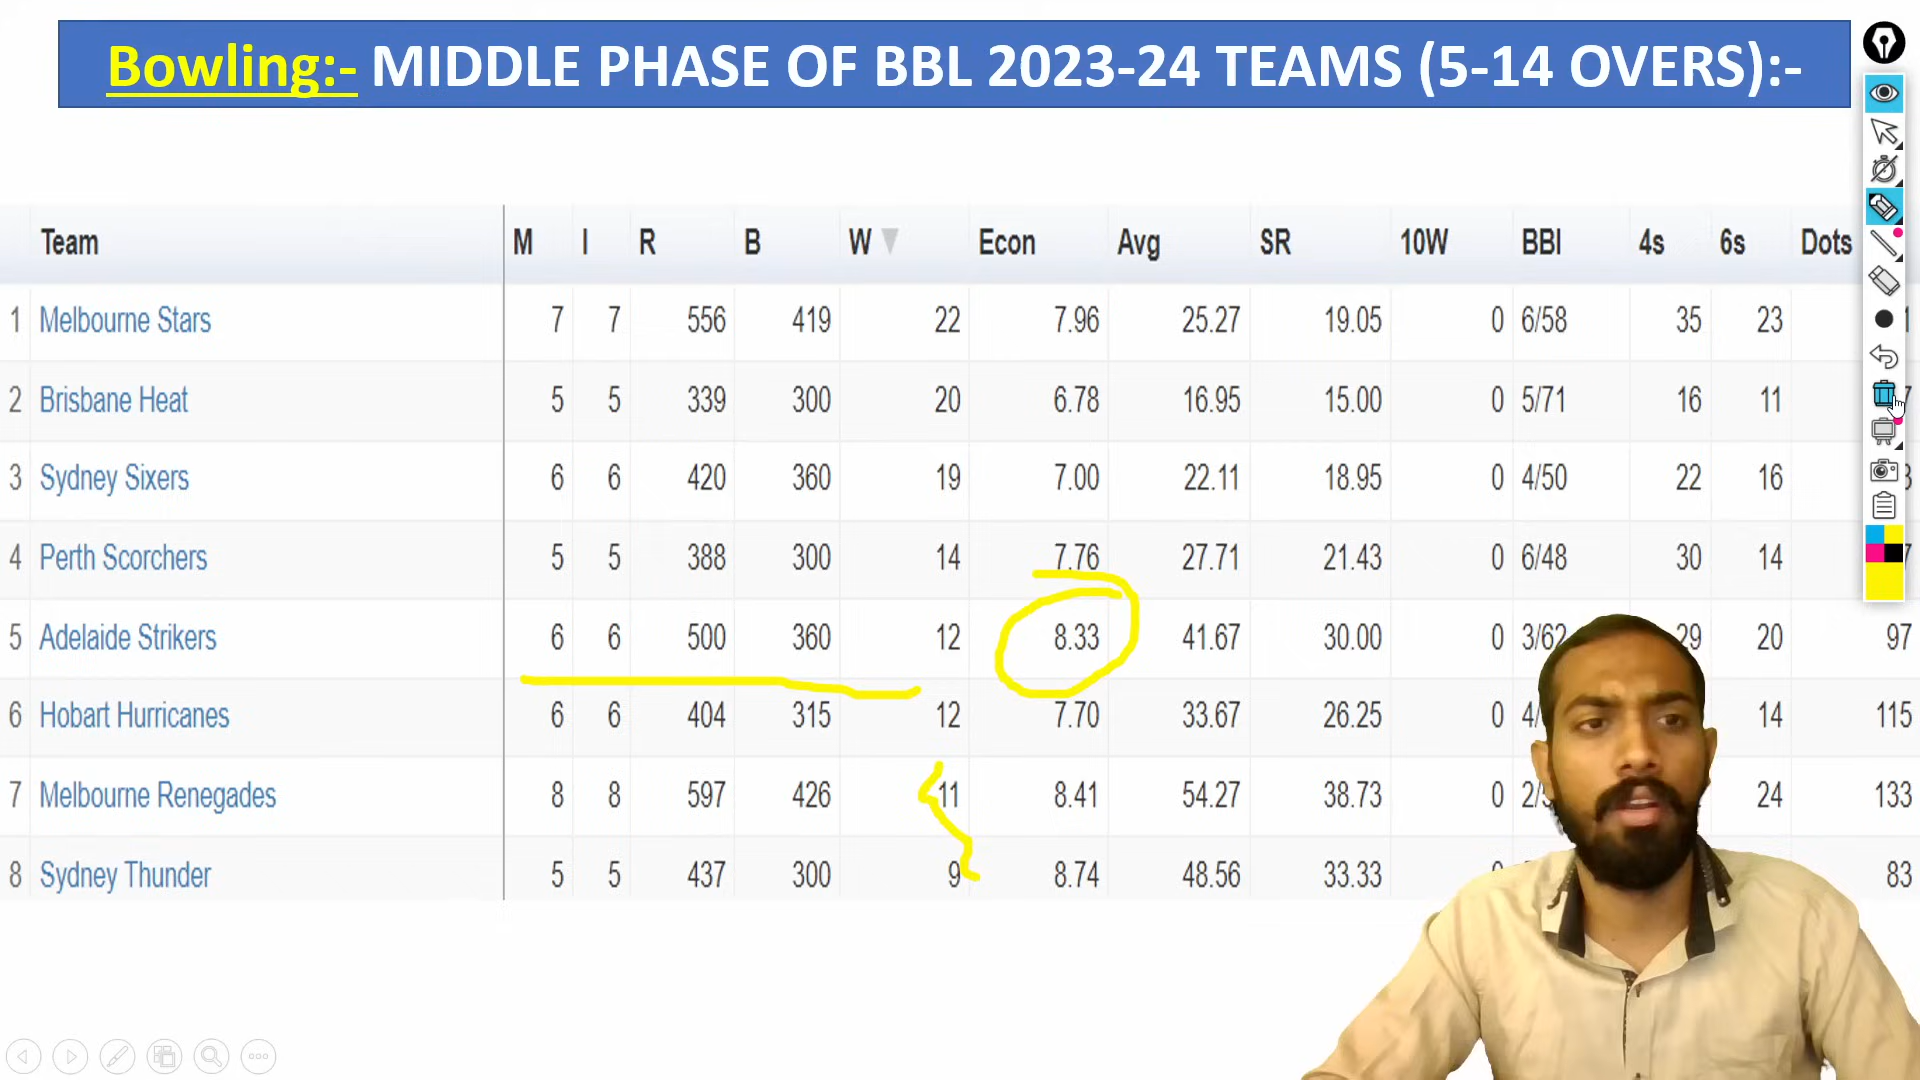 Bowling:- MIDDLE PHASE OF BBL 2023-24 TEAMS (5-14 OVERS):-
Team M I R B W Econ Avg SR 10W BBI 4s 6s Dots
1 Melbourne Stars 7 7 556 419 22 7.96 25.27 19.05 0 6/58 35 23
2 Brisbane Heat 5 5 339 300 20 6.78 16.95 15.00 0 5/71 16 11
3 Sydney Sixers 6 6 420 360 19 7.00 22.11 18.95 0 4/50 22 16
4 Perth Scorchers 5 5 388 300 14 7.76 27.71 21.43 0 6/48 30 14
5 Adelaide Strikers 6 6 500 360 12 8.33 41.67 30.00 0 3/62 29 20 97
6 Hobart Hurricanes 6 6 404 315 12 7.70 33.67 26.25 0 14 115
7 Melbourne Renegades 8 8 597 426 11 8.41 54.27 38.73 0 24 133
8 Sydney Thunder 5 5 437 300 9 8.74 48.56 33.33 83